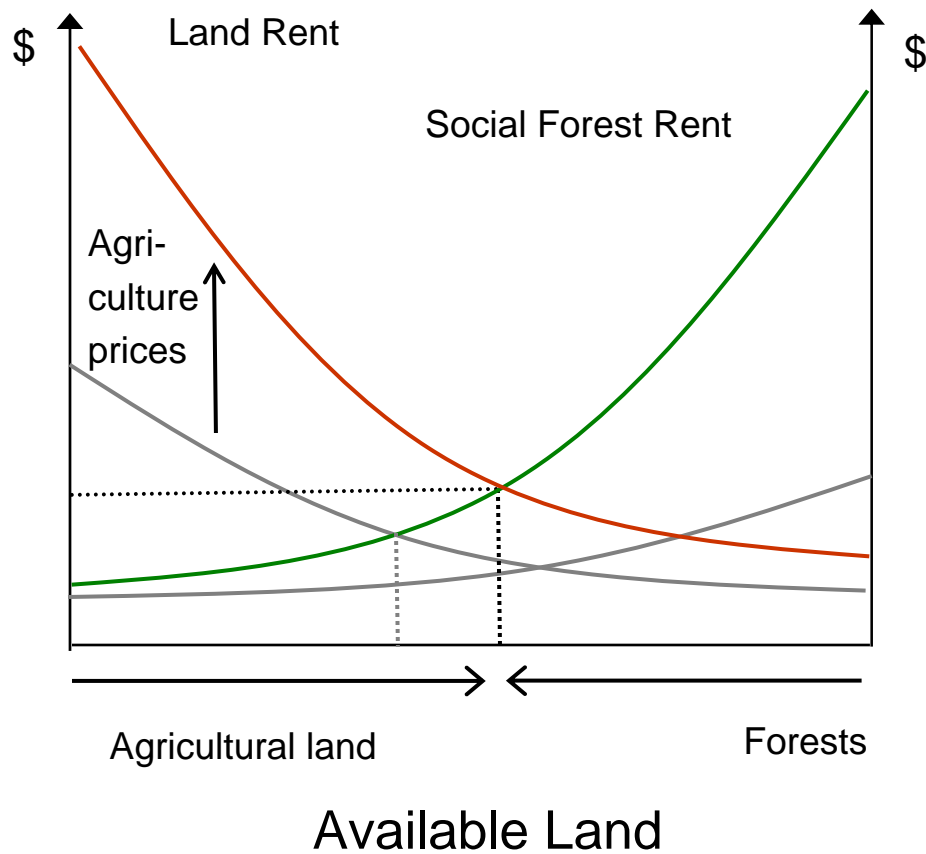 $
Land Rent
$
Social Forest Rent
Agri-
culture
prices
Agricultural land
Forests
Available Land